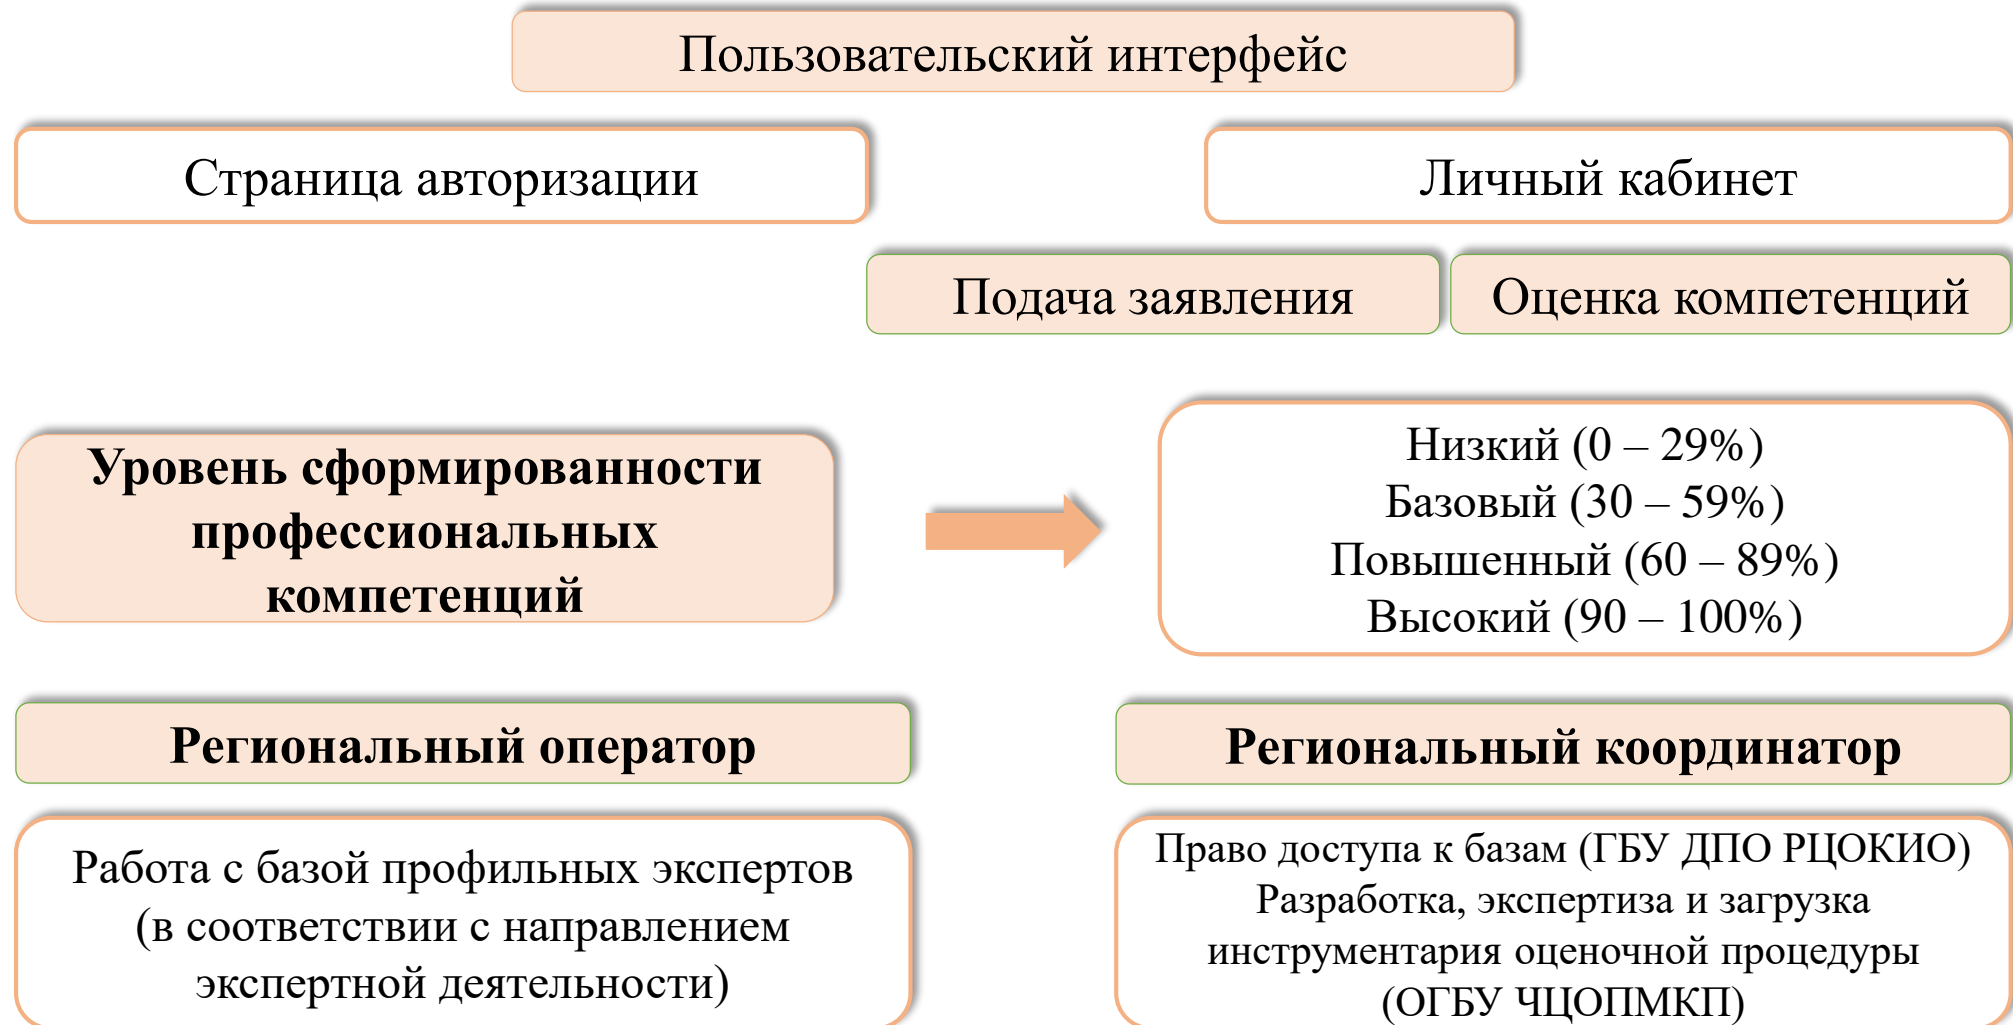 Пользовательский интерфейс
Страница авторизации
Личный кабинет
Подача заявления
Оценка компетенций
Уровень сформированности
профессиональных
компетенций
Низкий (0 – 29%)
Базовый (30 – 59%)
Повышенный (60 – 89%)
Высокий (90 – 100%)
Региональный оператор
Региональный координатор
Работа с базой профильных экспертов
(в соответствии с направлением
экспертной деятельности)
Право доступа к базам (ГБУ ДПО РЦОКИО)
Разработка, экспертиза и загрузка
инструментария оценочной процедуры
(ОГБУ ЧЦОПМКП)